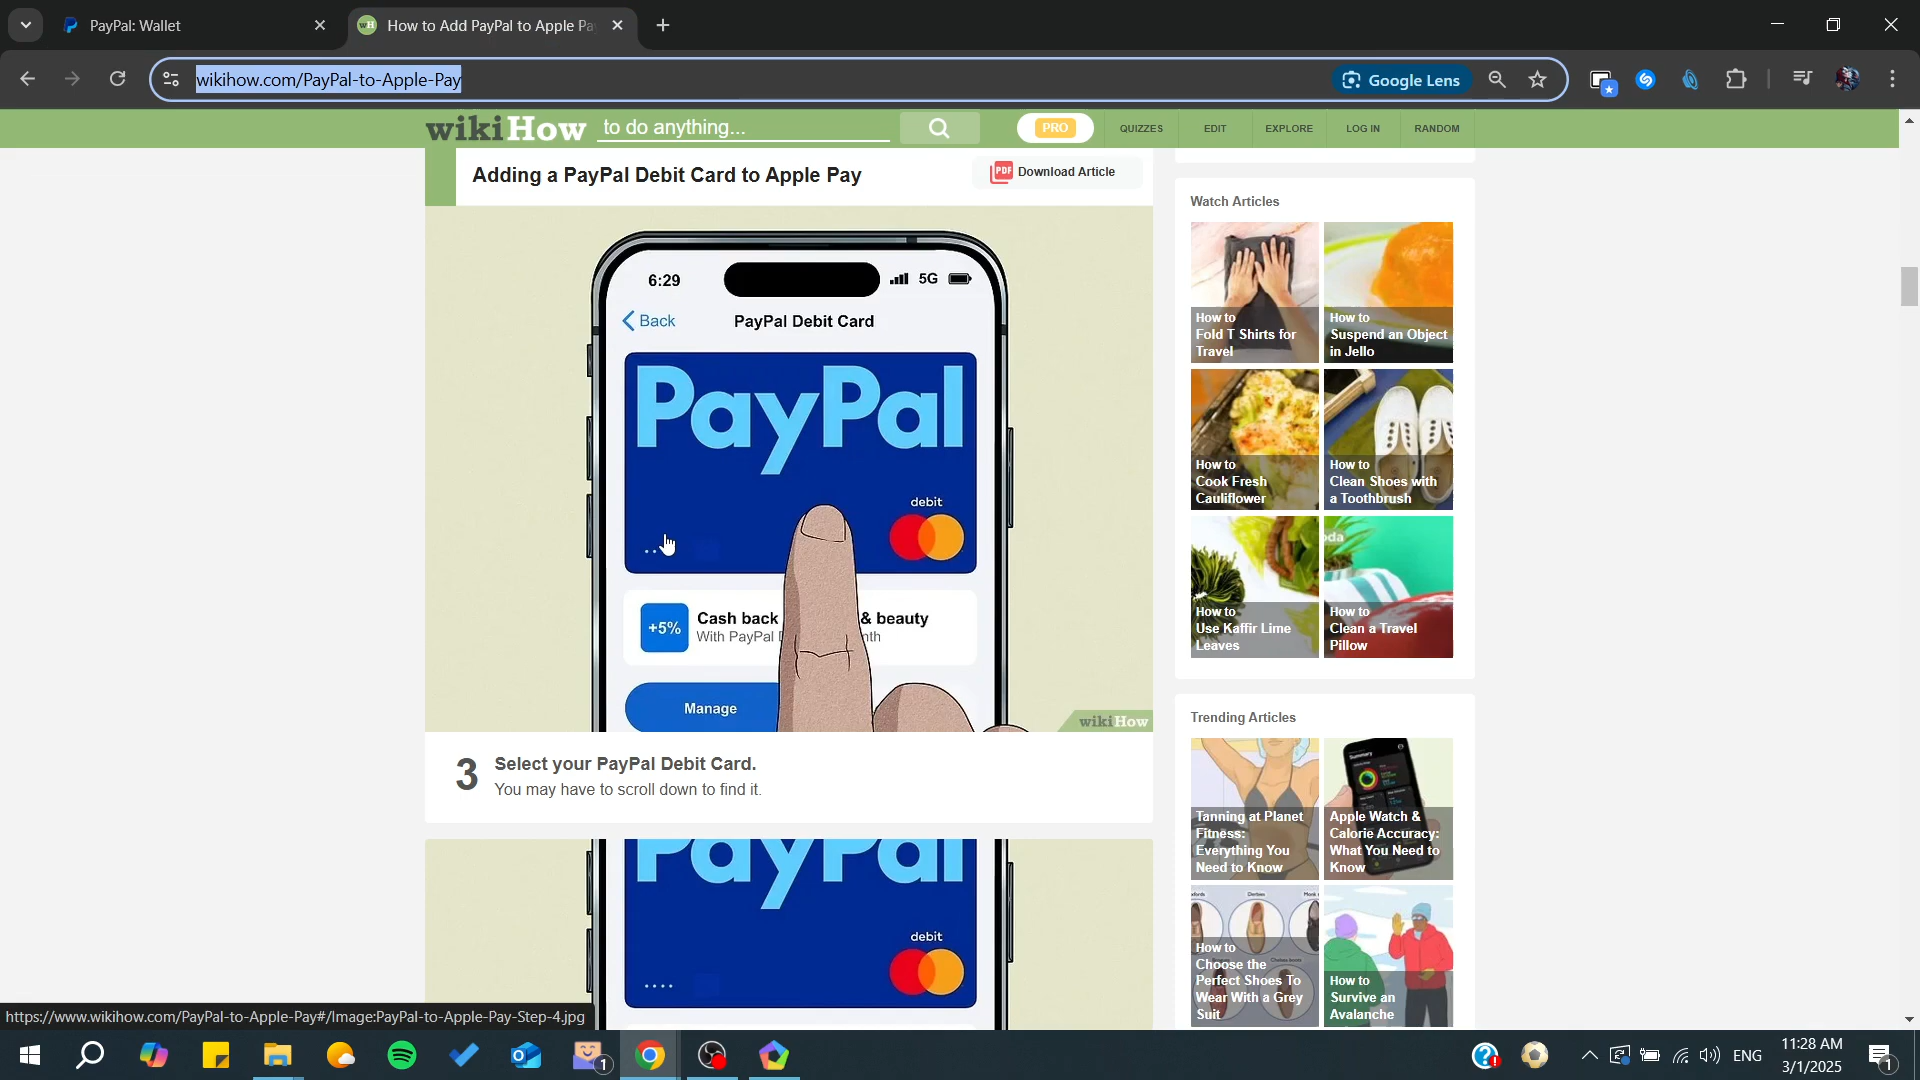 PayPal: Wallet
How to Add PayPal to Apple Pa
wikihow.com/PayPal-to-Apple-Pay
Google Lens
wikiHow to do anything...
PRO
QUIZZES
EDIT
EXPLORE
LOG IN
RANDOM
Adding a PayPal Debit Card to Apple Pay
PDF Download Article
6:29
5G
Back
PayPal Debit Card
PayPal
debit
+5%
Cash back & beauty
With PayPal
Manage
wikiHow
3 Select your PayPal Debit Card.
You may have to scroll down to find it.
PayPal
debit
Watch Articles
How to
Fold T Shirts for
Travel
How to
Suspend an Object
in Jello
How to
Cook Fresh
Cauliflower
How to
Clean Shoes with
a Toothbrush
How to
Use Kaffir Lime
Leaves
How to
Clean a Travel
Pillow
Trending Articles
Tanning at Planet
Fitness:
Everything You
Need to Know
Summary
Apple Watch &
Calorie Accuracy:
What You Need to
Know
How to
Choose the
Perfect Shoes To
Wear With a Grey
Suit
How to
Survive an
Avalanche
https://www.wikihow.com/PayPal-to-Apple-Pay#/Image:PayPal-to-Apple-Pay-Step-4.jpg
1
ENG
11:28 AM
3/1/2025
1